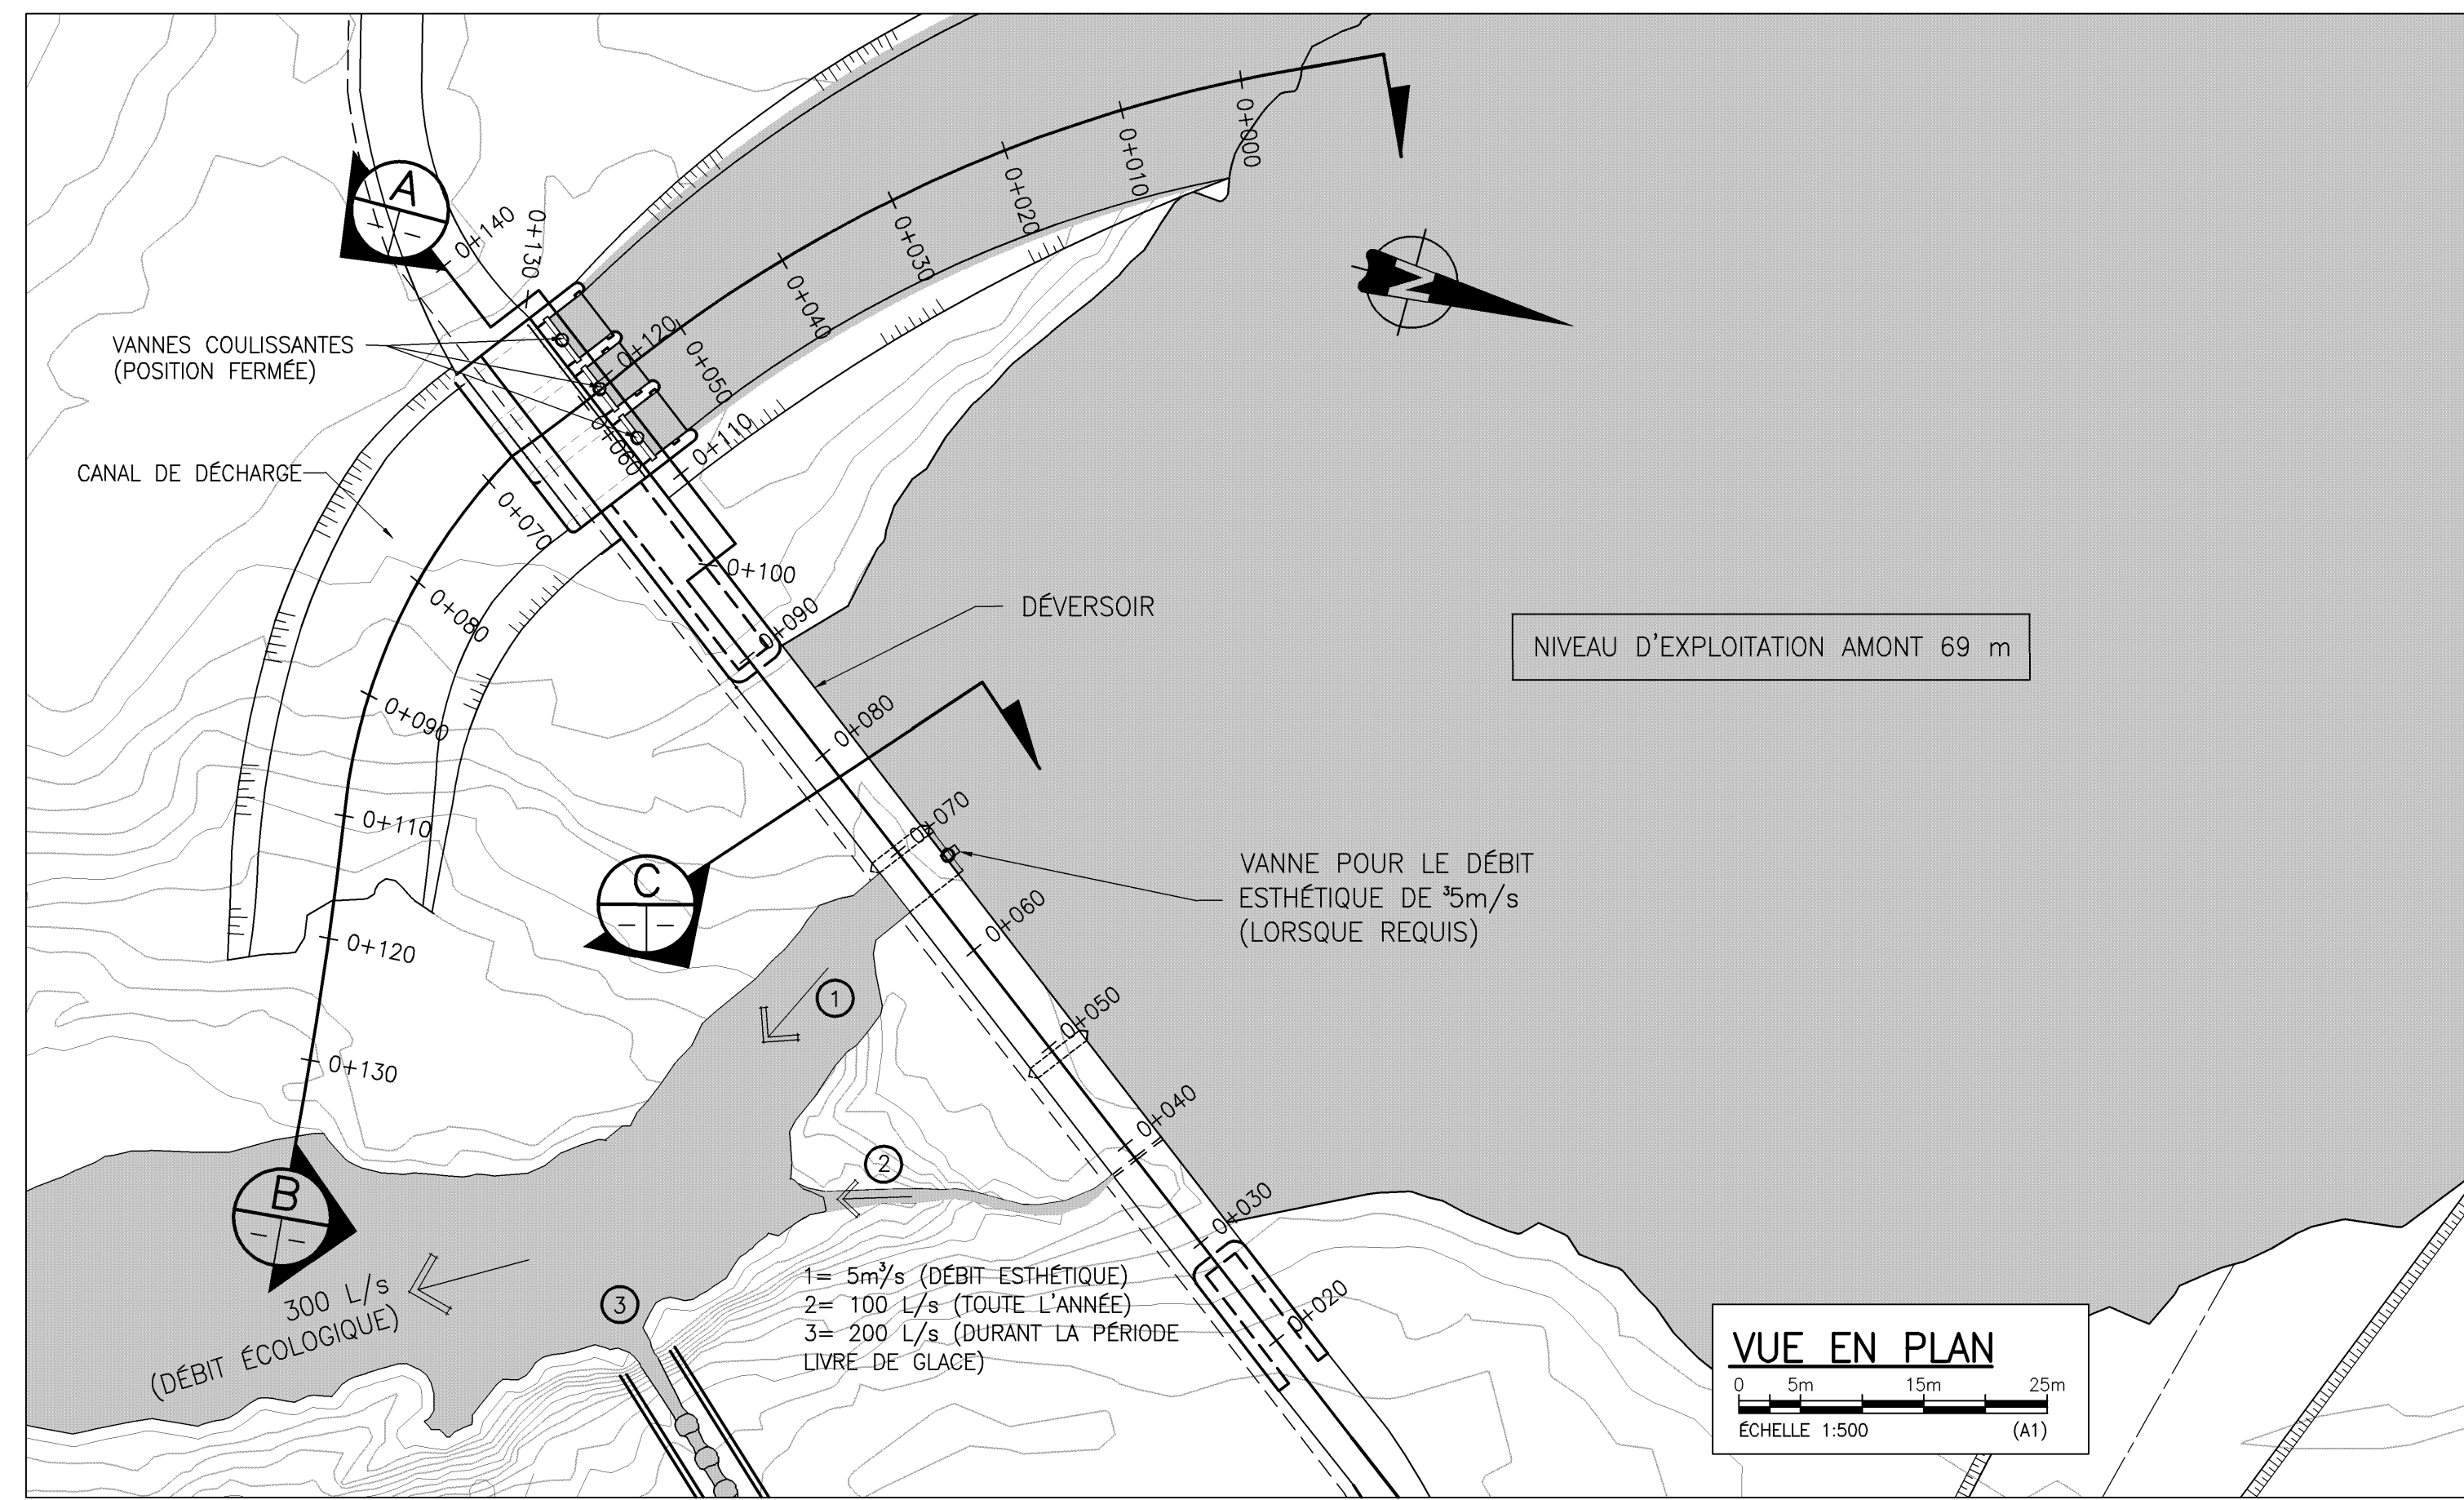 0+000
0+010
0+020
0+030
0+040
0+050
0+060
0+070
0+080
0+090
0+110
0+120
0+130
A
- -
0+140
0+130
0+120
0+110
0+100
0+090
0+080
0+070
0+060
0+050
0+040
0+030
0+020
N
VANNES COULISSANTES
(POSITION FERMÉE)
CANAL DE DÉCHARGE
DÉVERSOIR
NIVEAU D'EXPLOITATION AMONT 69 m
C
- -
VANNE POUR LE DÉBIT
ESTHÉTIQUE DE ³5m/s
(LORSQUE REQUIS)
1
2
B
- -
3
300 L/s
(DÉBIT ÉCOLOGIQUE)
1= 5m³/s (DÉBIT ESTHÉTIQUE)
2= 100 L/s (TOUTE L'ANNÉE)
3= 200 L/s (DURANT LA PÉRIODE
LIVRE DE GLACE)
VUE EN PLAN
0 5m 15m 25m
ÉCHELLE 1:500 (A1)